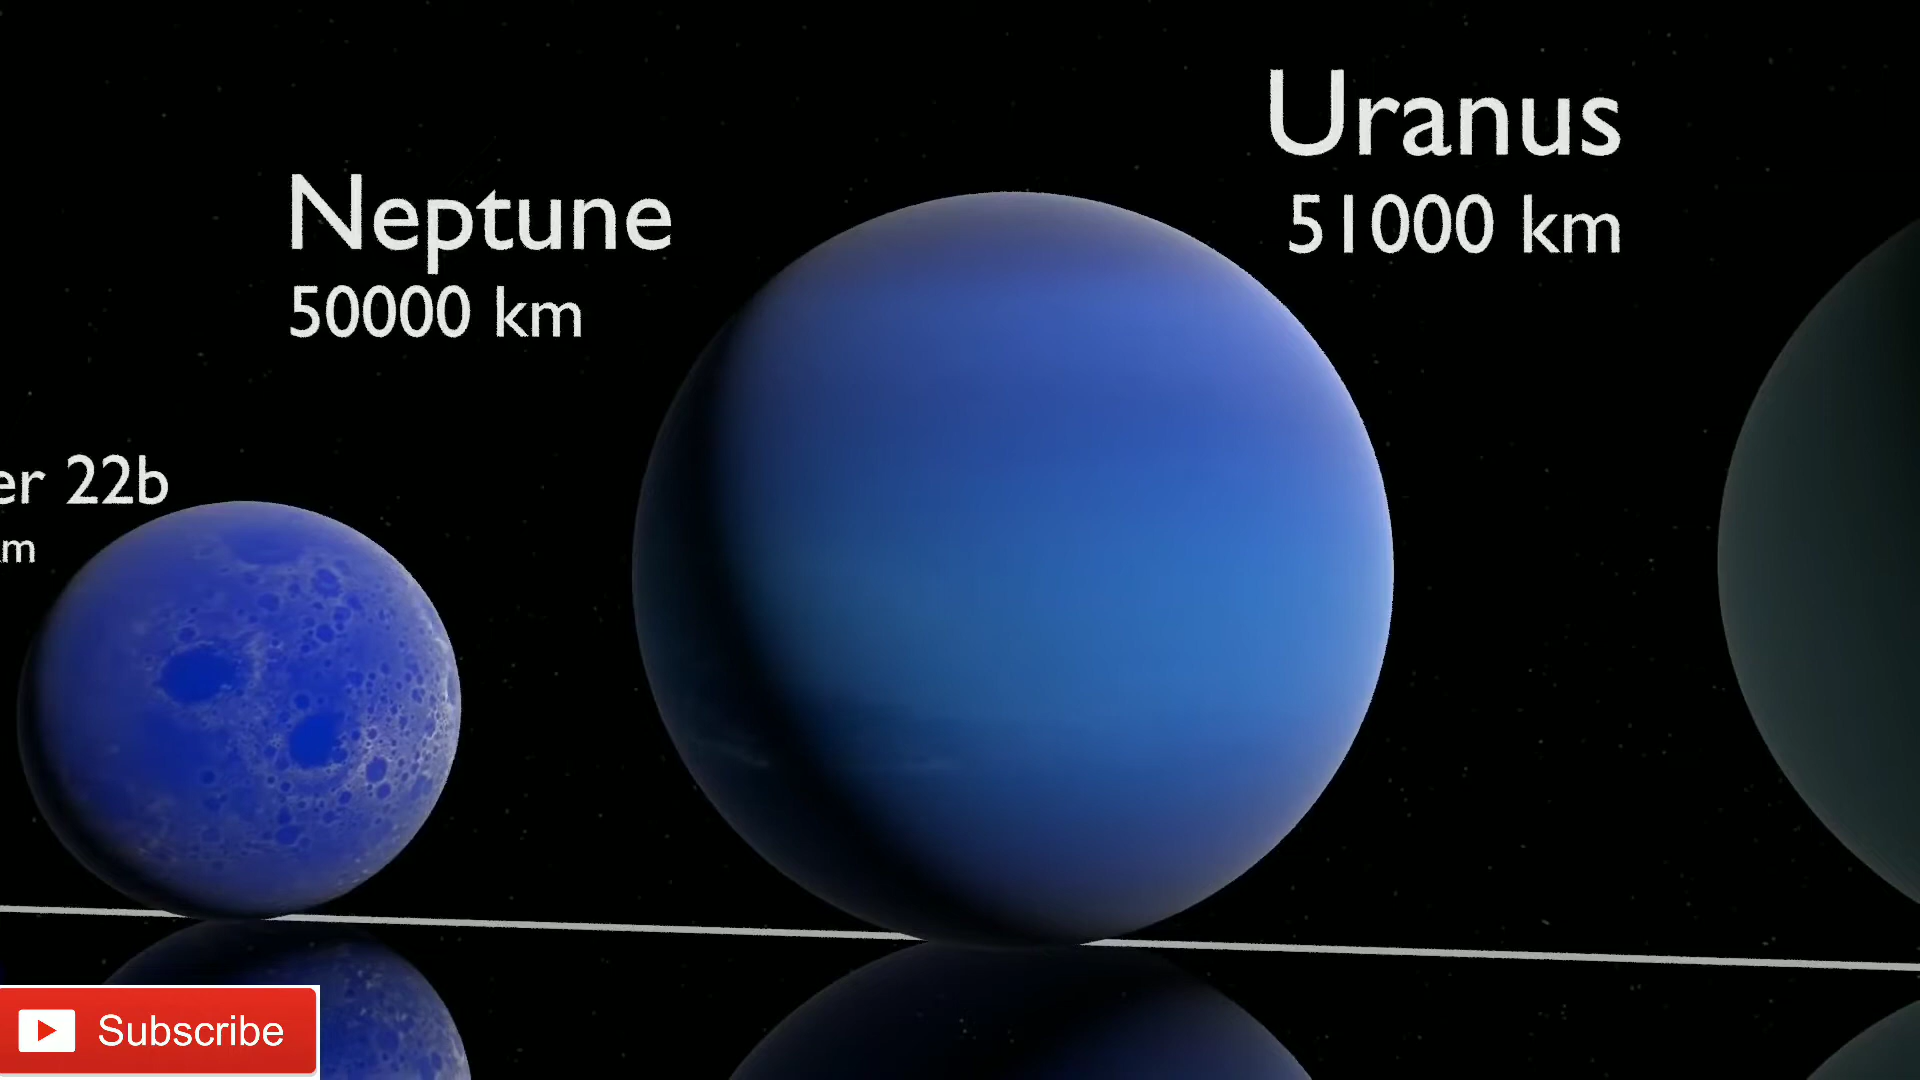 Uranus
51000 km
Neptune
50000 km
er 22b
m
Subscribe